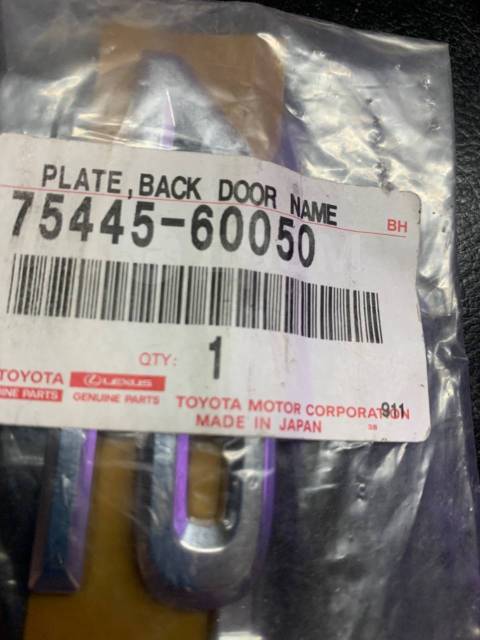 PLATE, BACK DOOR NAME
75445-60050
BH
QTY: 1
TOYOTA LEXUS
INE PARTS GENUINE PARTS
TOYOTA MOTOR CORPORATION 911
MADE IN JAPAN